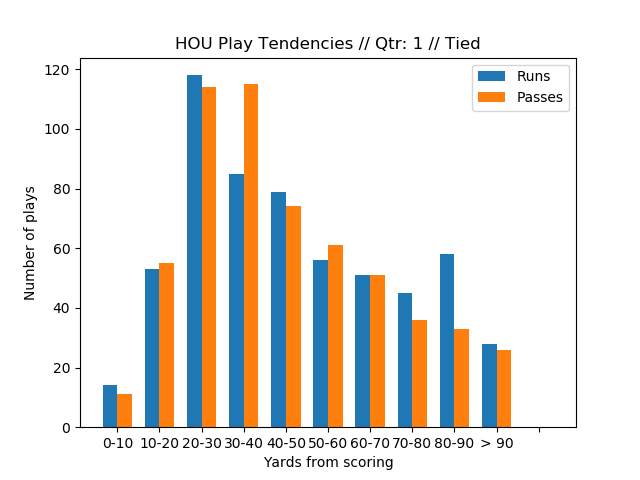 HOU Play Tendencies // Qtr: 1 // Tied
Runs
Passes
Number of plays
120
100
80
60
40
20
0
0-10 10-20 20-30 30-40 40-50 50-60 60-70 70-80 80-90 > 90
Yards from scoring